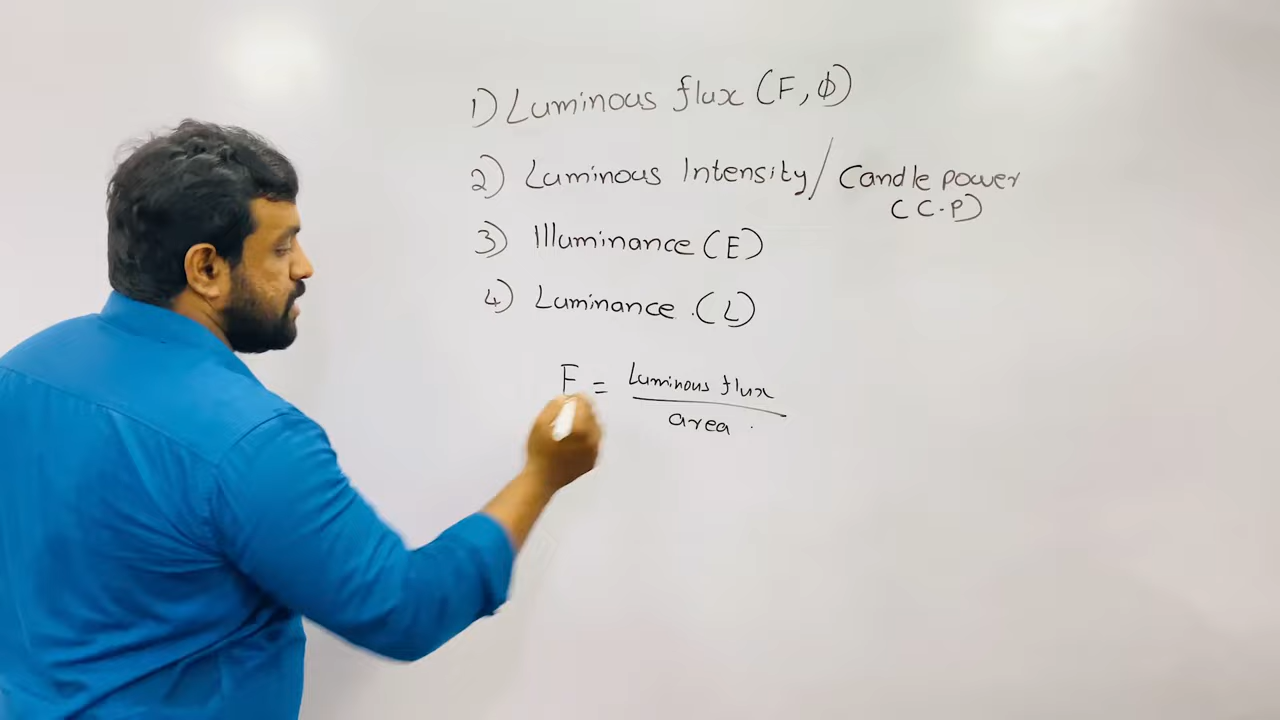 1) Luminous flux (F, ϕ)
2) Luminous Intensity / Candle power
(C.P)
3) Illuminance (E)
4) Luminance (L)
F = Luminous flux
area